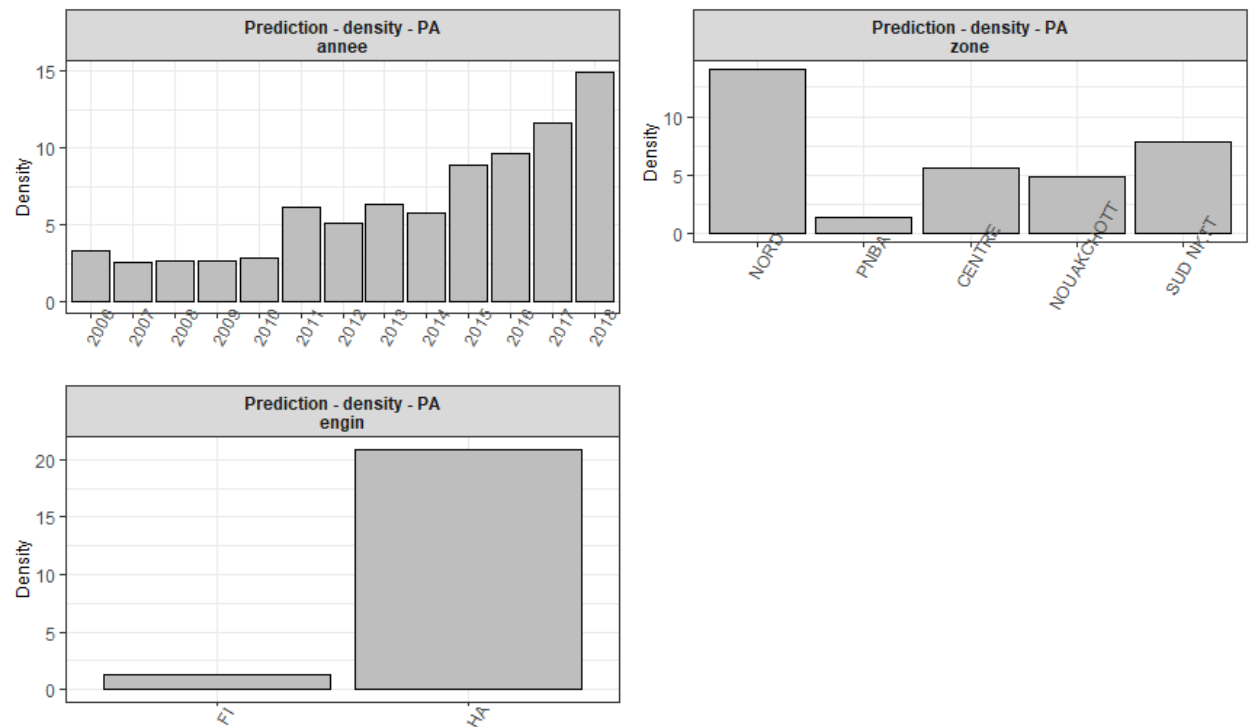 Prediction - density - PA
annee
Density
15
10
5
0
2006
2007
2008
2009
2010
2011
2012
2013
2014
2015
2016
2017
2018
Prediction - density - PA
zone
Density
10
5
0
NORD
PNBA
CENTRE
NOUAKCHOTT
SUD NKTT
Prediction - density - PA
engin
Density
20
15
10
5
0
FI
HA